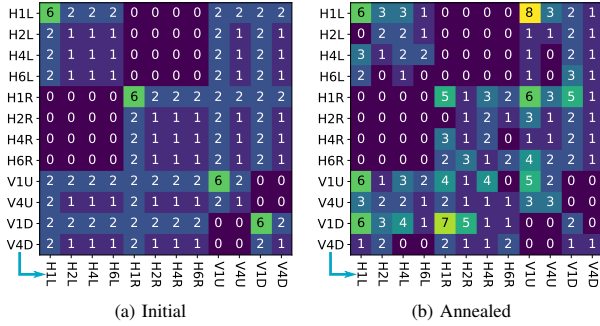 H1L 6 2 2 2 0 0 0 0 2 2 2 2 H1L 6 3 3 1 0 0 0 0 8 3 2 1
H2L 2 1 1 1 0 0 0 0 2 1 2 1 H2L 0 2 2 1 0 0 0 0 1 1 2 1
H4L 2 1 1 1 0 0 0 0 2 1 2 1 H4L 3 1 2 2 0 0 0 0 1 0 2 1
H6L 2 1 1 1 0 0 0 0 2 1 2 1 H6L 2 0 1 0 0 0 0 0 1 0 3 1
H1R 0 0 0 0 6 2 2 2 2 2 2 2 H1R 0 0 0 0 5 1 3 2 6 3 5 1
H2R 0 0 0 0 2 1 1 1 2 1 2 1 H2R 0 0 0 0 0 1 2 1 3 1 2 1
H4R 0 0 0 0 2 1 1 1 2 1 2 1 H4R 0 0 0 0 3 1 2 0 1 1 2 1
H6R 0 0 0 0 2 1 1 1 2 1 2 1 H6R 0 0 0 0 2 3 1 2 4 2 2 1
V1U 2 2 2 2 2 2 2 2 6 2 0 0 V1U 6 1 3 2 4 1 4 0 5 2 0 0
V4U 2 1 1 1 2 1 1 1 2 1 0 0 V4U 3 2 2 1 2 1 1 1 3 3 0 0
V1D 2 2 2 2 2 2 2 2 0 0 6 2 V1D 6 3 4 1 7 5 1 1 0 0 2 1
V4D 2 1 1 1 2 1 1 1 0 0 2 1 V4D 1 2 0 0 2 1 1 2 0 0 1 1
H1L H2L H4L H6L H1R H2R H4R H6R V1U V4U V1D V4D H1L H2L H4L H6L H1R H2R H4R H6R V1U V4U V1D V4D
(a) Initial (b) Annealed